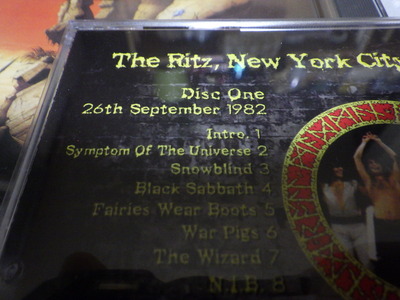 The Ritz, New York City
Disc One
26th September 1982
Intro 1
Symptom Of The Universe 2
Snowblind 3
Black Sabbath 4
Fairies Wear Boots 5
War Pigs 6
The Wizard 7
N.I.B. 8